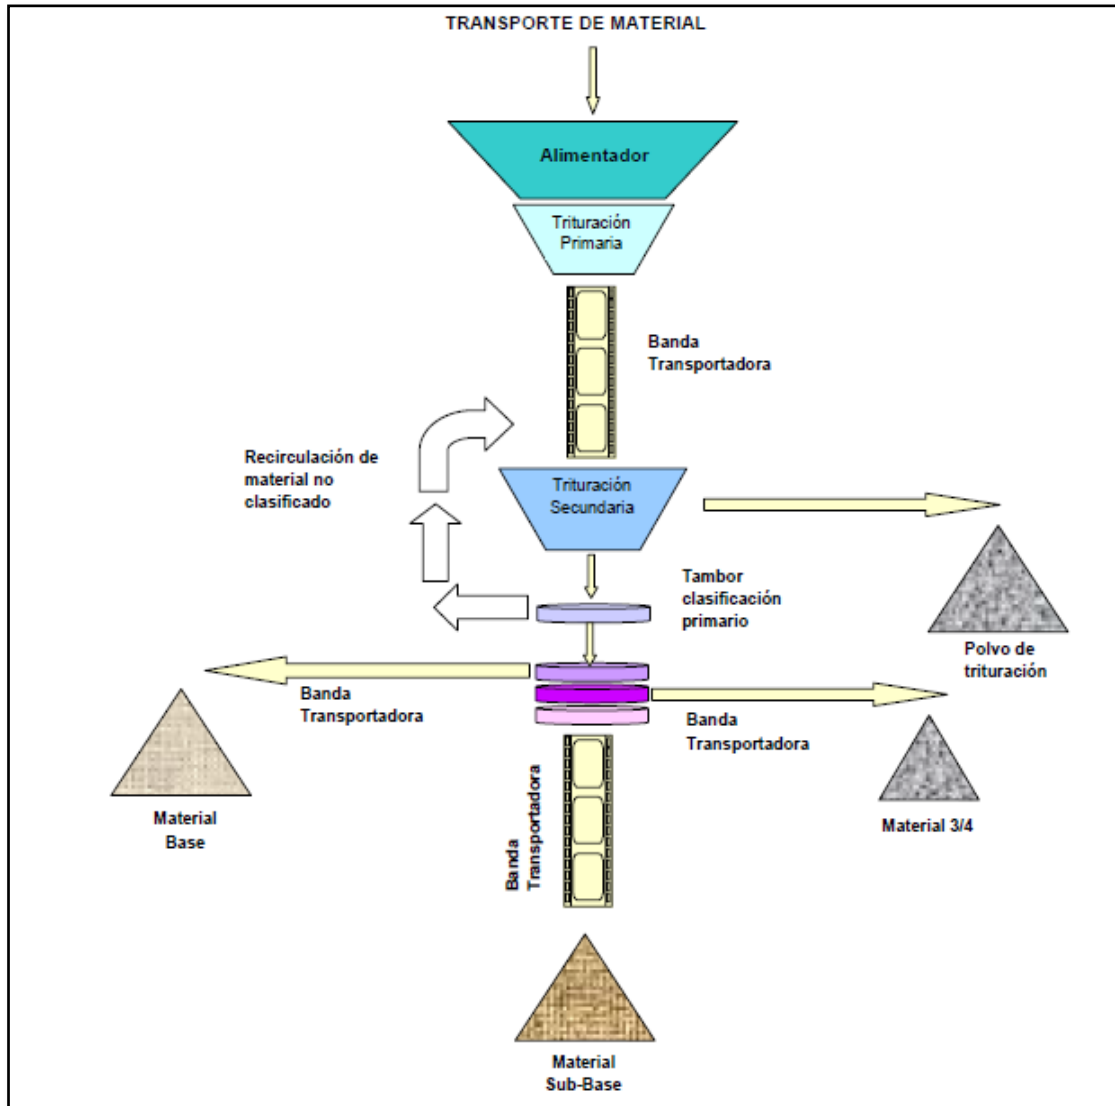 TRANSPORTE DE MATERIAL
Alimentador
Trituración
Primaria
Banda
Transportadora
Recirculación de
material no
clasificado
Trituración
Secundaria
Tambor
clasificación
primario
Polvo de
trituración
Banda
Transportadora
Banda
Transportadora
Banda
Transportadora
Material
Base
Material 3/4
Material
Sub-Base